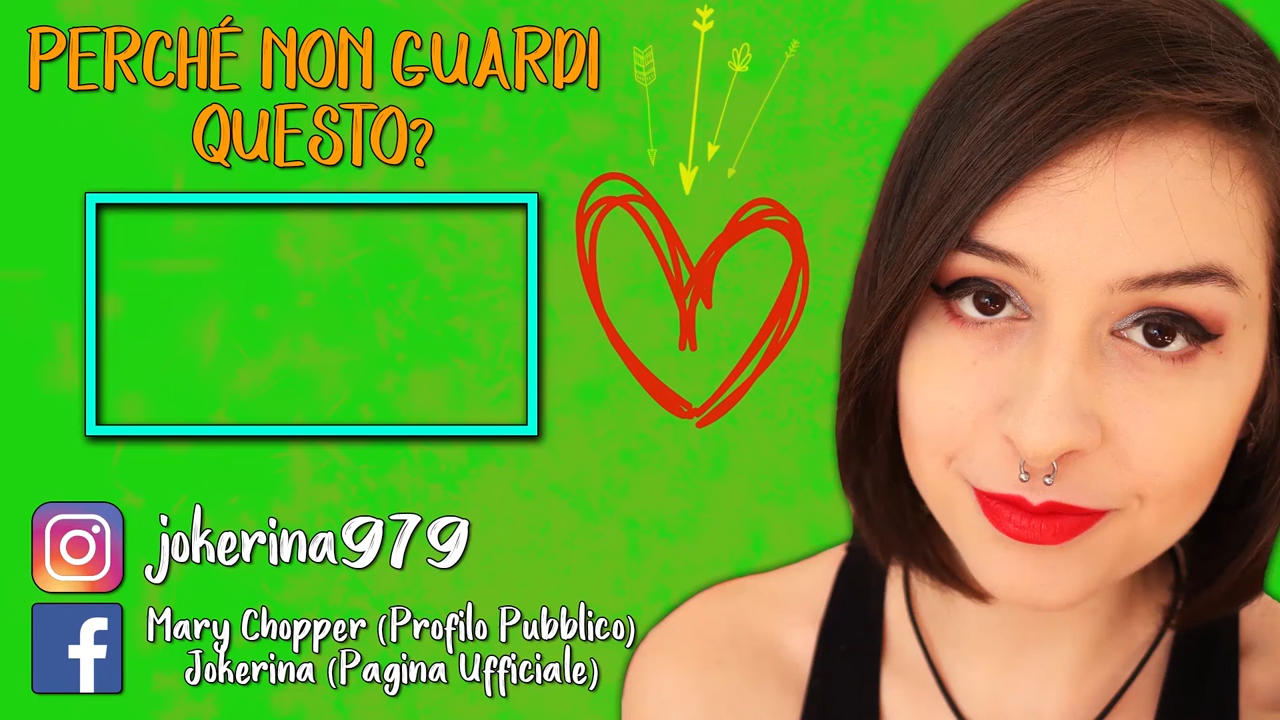 PERCHÉ NON GUARDI
QUESTO?
jokerina979
Mary Chopper (Profilo Pubblico)
Jokerina (Pagina Ufficiale)